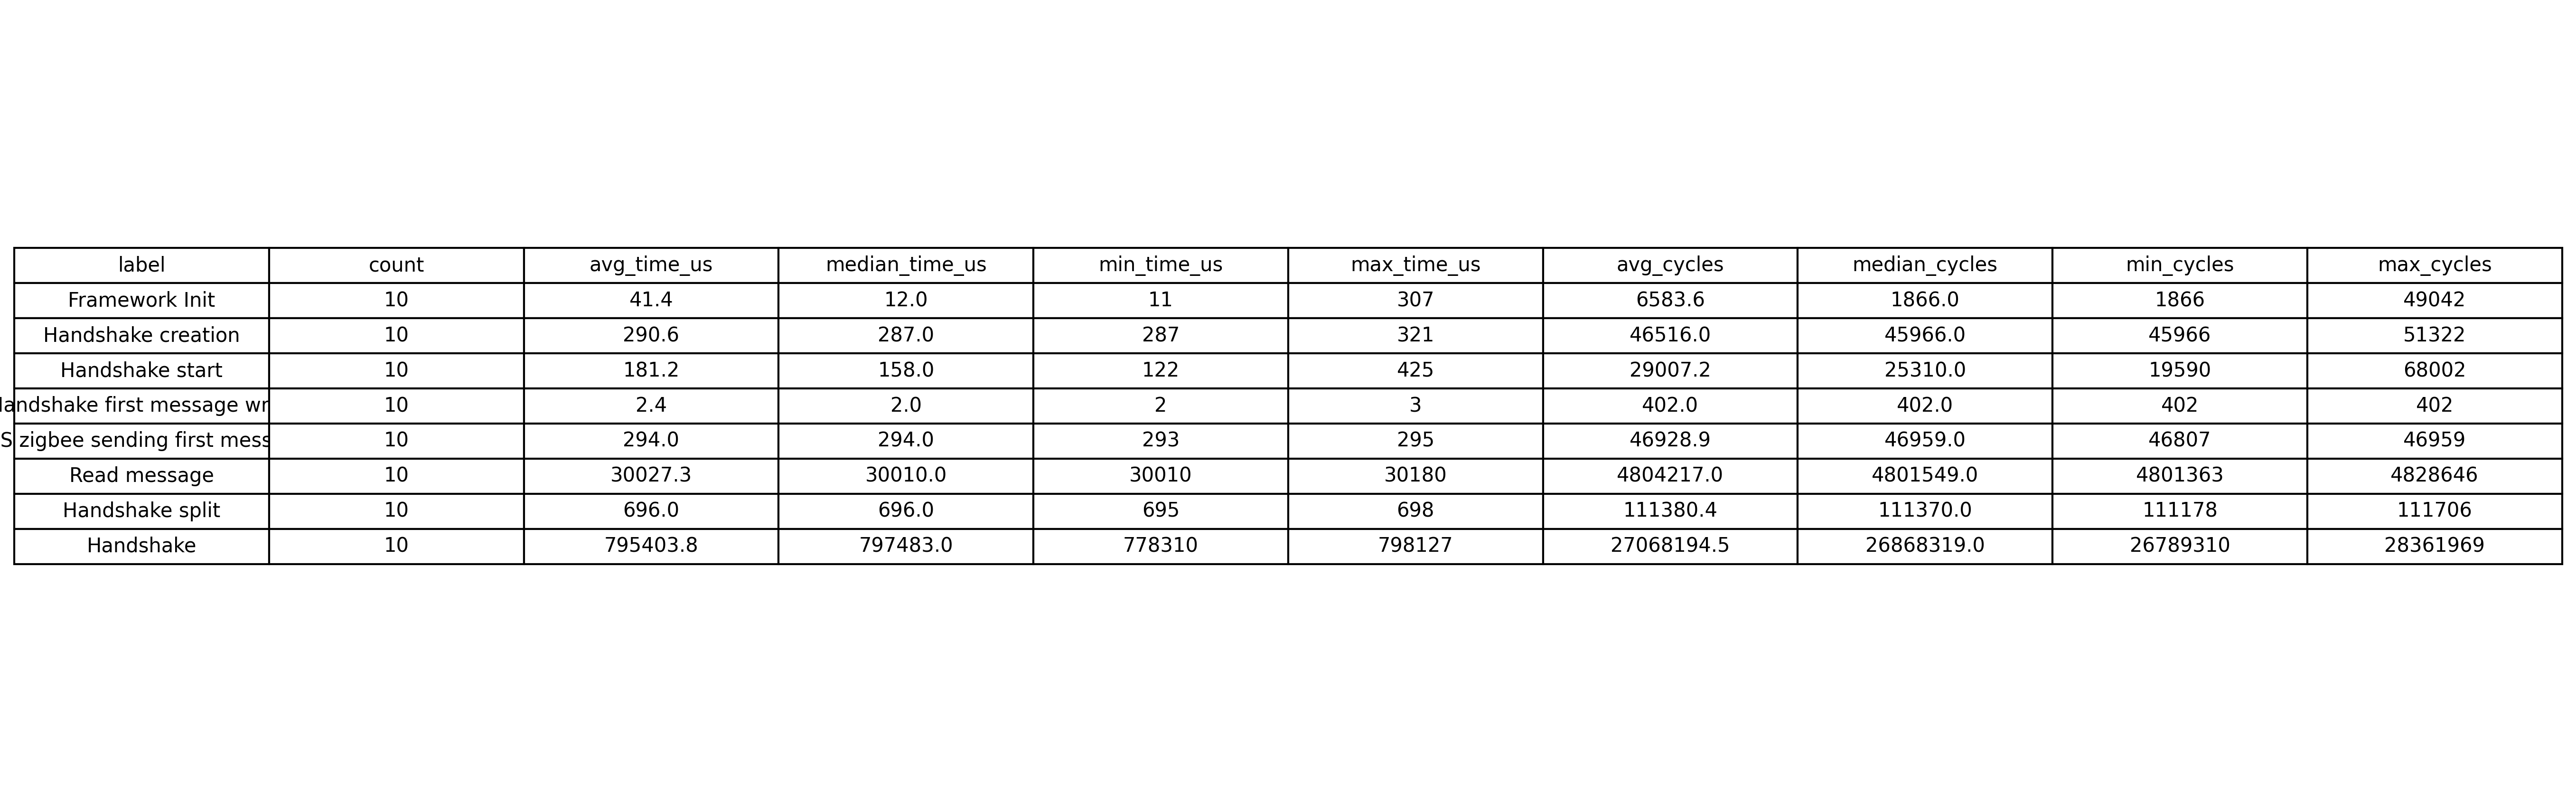 label count avg_time_us median_time_us min_time_us max_time_us avg_cycles median_cycles min_cycles max_cycles
Framework Init 10 41.4 12.0 11 307 6583.6 1866.0 1866 49042
Handshake creation 10 290.6 287.0 287 321 46516.0 45966.0 45966 51322
Handshake start 10 181.2 158.0 122 425 29007.2 25310.0 19590 68002
first message 10 2.4 2.0 2 3 402.0 402.0 402 402
zigbee sending first 10 294.0 294.0 293 295 46928.9 46959.0 46807 46959
Read message 10 30027.3 30010.0 30010 30180 4804217.0 4801549.0 4801363 4828646
Handshake split 10 696.0 696.0 695 698 111380.4 111370.0 111178 111706
Handshake 10 795403.8 797483.0 778310 798127 27068194.5 26868319.0 26789310 28361969